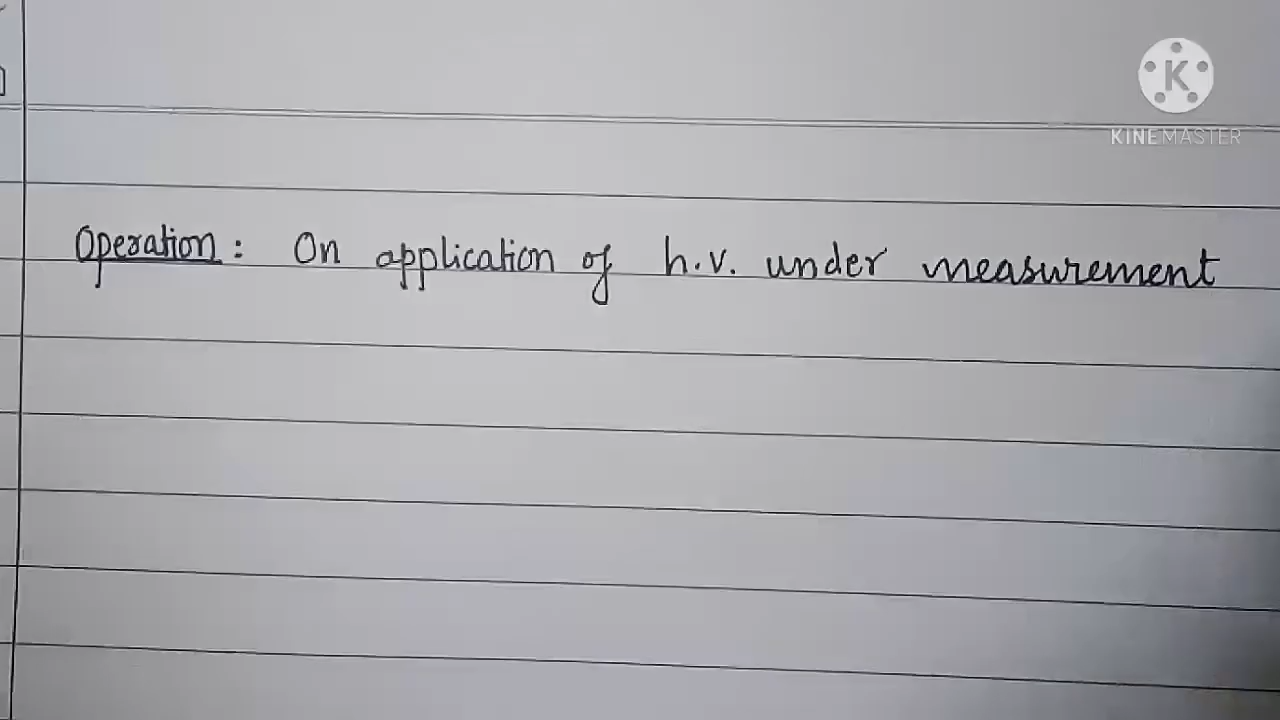 KINEMASTER
Operation: On application of h.v. under measurement